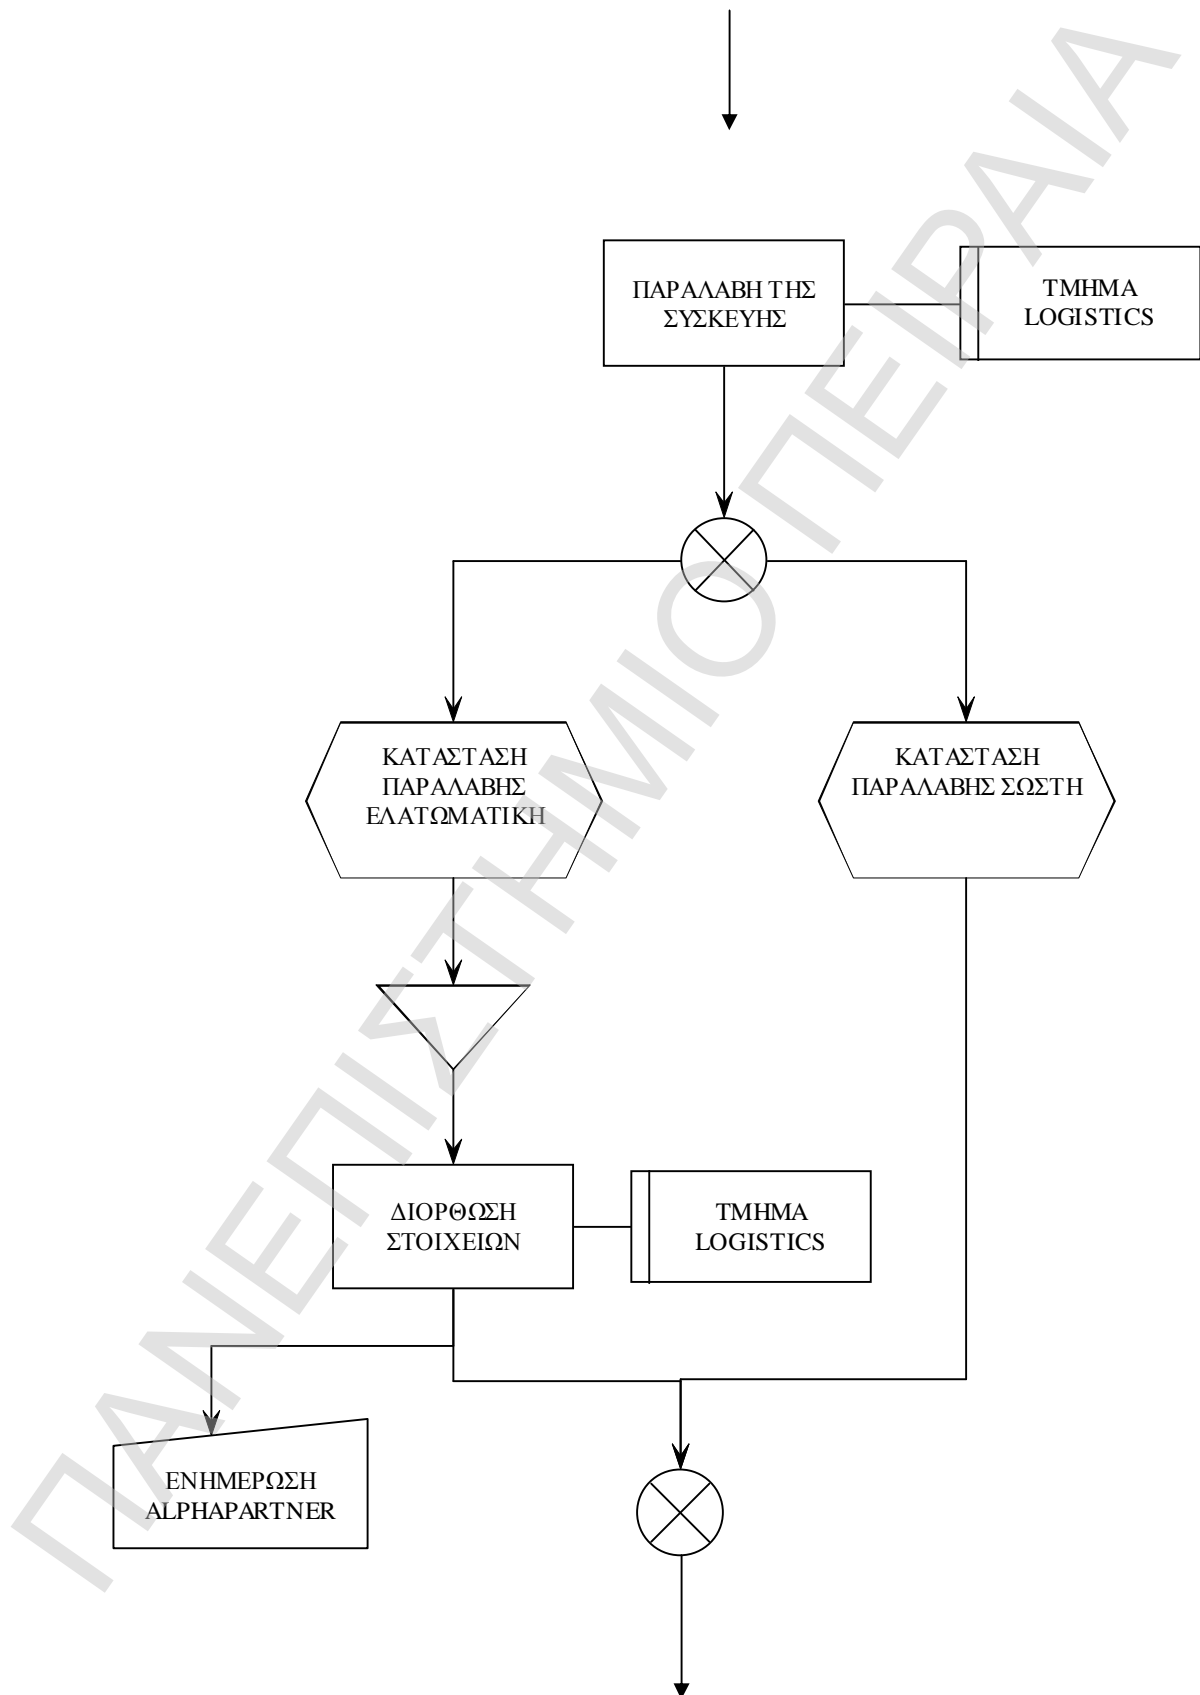 ΠΑΡΑΛΑΒΗ ΤΗΣ
ΣΥΣΚΕΥΗΣ
ΤΜΗΜΑ
LOGISTICS
ΚΑΤΑΣΤΑΣΗ
ΠΑΡΑΛΑΒΗΣ
ΕΛΑΤΩΜΑΤΙΚΗ
ΚΑΤΑΣΤΑΣΗ
ΠΑΡΑΛΑΒΗΣ ΣΩΣΤΗ
ΔΙΟΡΘΩΣΗ
ΣΤΟΙΧΕΙΩΝ
ΤΜΗΜΑ
LOGISTICS
ΕΝΗΜΕΡΩΣΗ
ALPHAPARTNER
ΠΑΝΕΠΙΣΤΗΜΙΟ ΠΕΙΡΑΙΑ